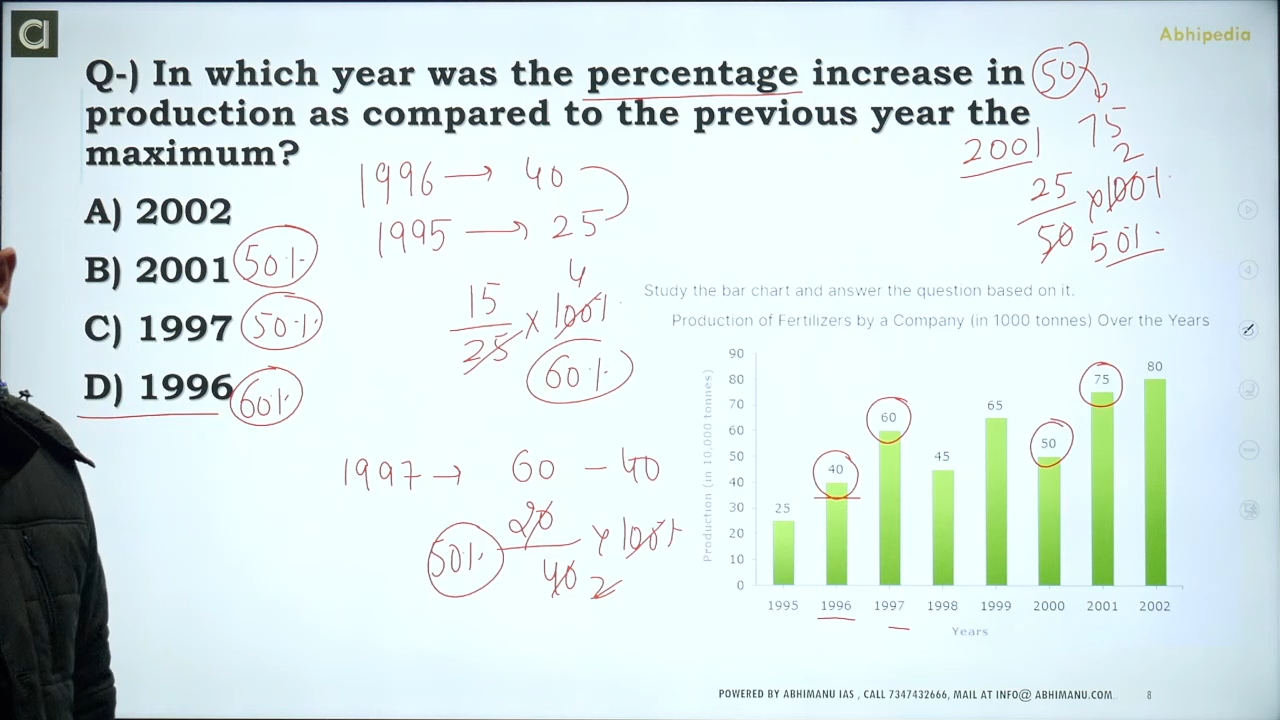 Abhipedia
Q-) In which year was the percentage increase in
production as compared to the previous year the
maximum?
50
75
2001
2
25 × 100%
50
50%
1996 → 40
1995 → 25
A) 2002
B) 2001 50%
C) 1997 50%
D) 1996 60%
4
15 × 100%
25
60%
Study the bar chart and answer the question based on it.
Production of Fertilizers by a Company (in 1000 tonnes) Over the Years
Production (in 10,000 tonnes)
90
80
70
60
50
40
30
20
10
0
25
40
60
45
65
50
75
80
1995 1996 1997 1998 1999 2000 2001 2002
Years
1997 → 60 - 40
50% 20 × 100%
40 2
POWERED BY ABHIMANU IAS , CALL 7347432666, MAIL AT INFO@ ABHIMANU.COM
8